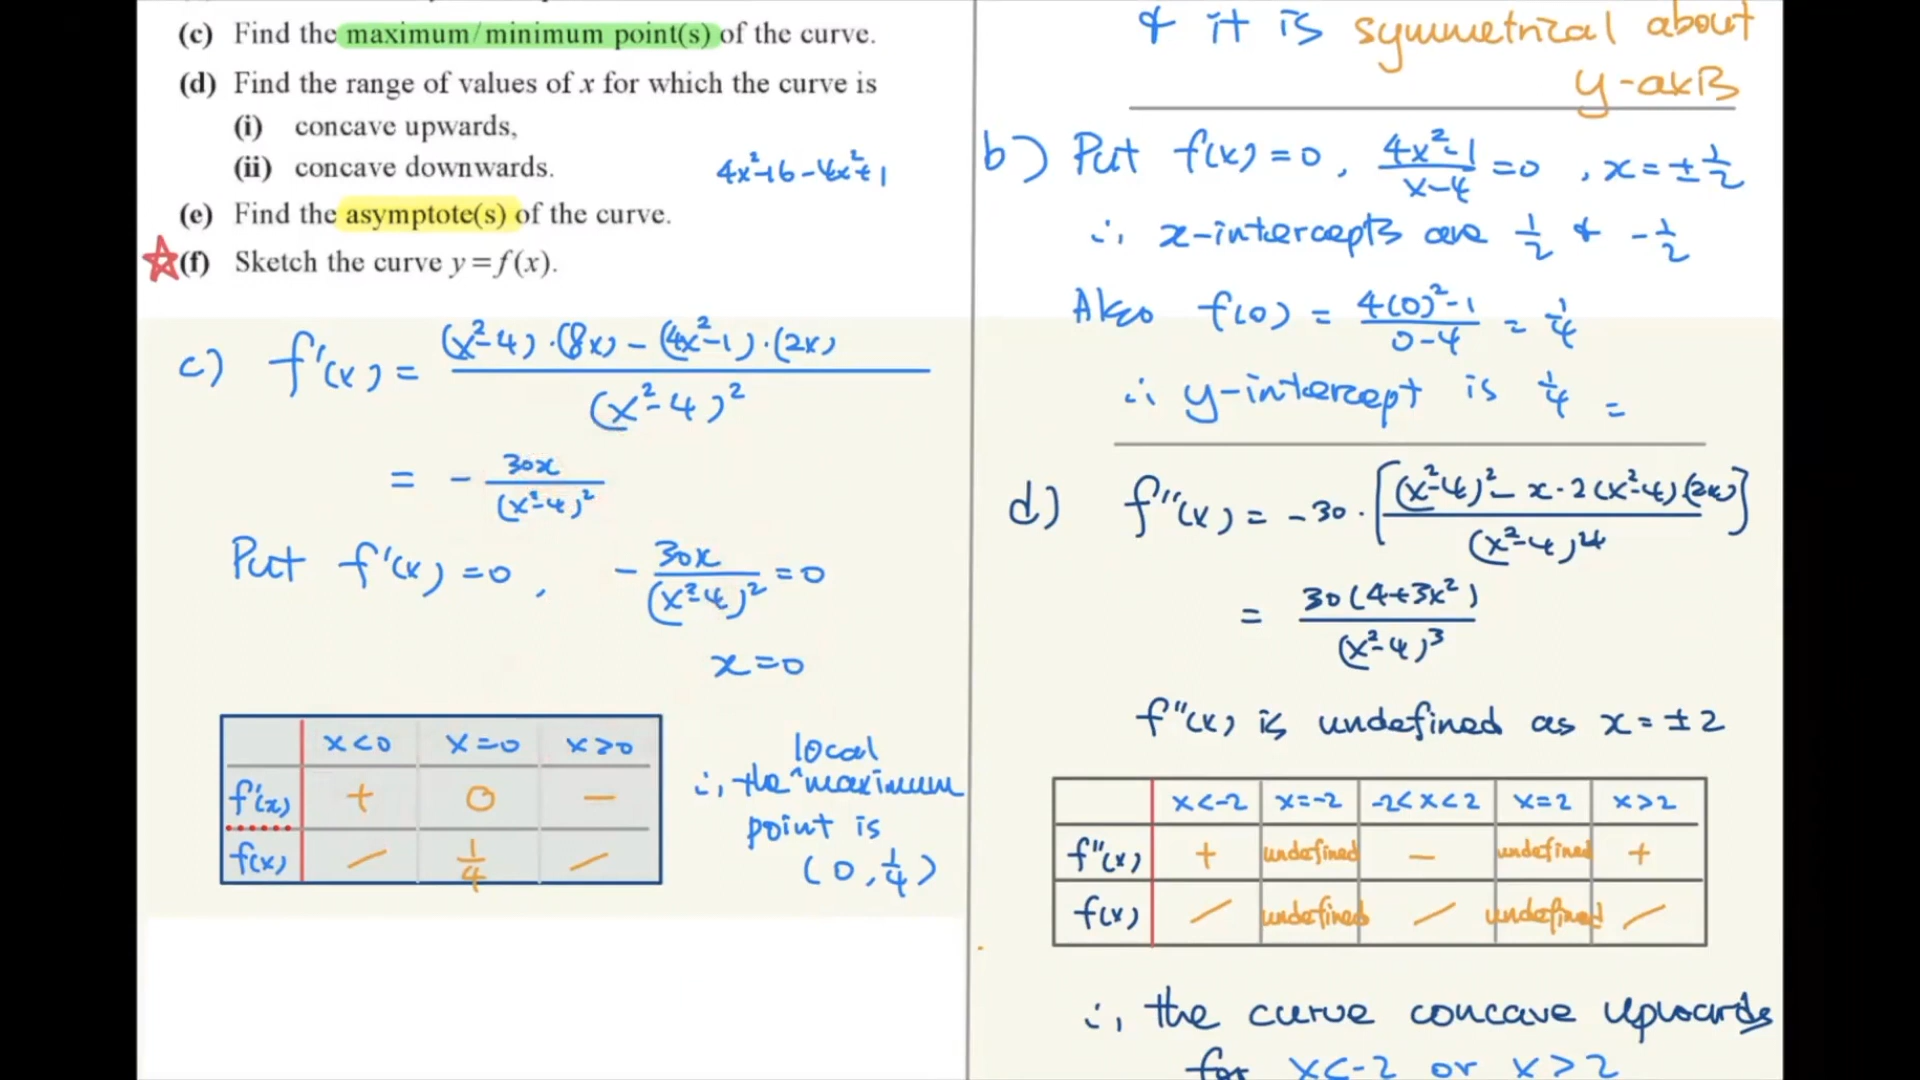 (c) Find the maximum/minimum point(s) of the curve.
(d) Find the range of values of x for which the curve is
(i) concave upwards,
(ii) concave downwards.
4x²-16-4x²+1
(e) Find the asymptote(s) of the curve.
(f) Sketch the curve y=f(x).
c) f'(x) = ((x²-4)·(8x) - (4x²-1)·(2x)) / (x²-4)²
= - 30x / (x²-4)²
Put f'(x) = 0, - 30x / (x²-4)² = 0
x = 0
x<0 x=0 x>0
f'(x) + 0 -
f(x) 1/4
local
∴ the ^ maximum
point is
(0, 1/4)
& it is symmetrical about
y-axis
b) Put f(x) = 0, (4x²-1) / (x-4) = 0, x = ± 1/2
∴ x-intercepts are 1/2 & -1/2
Also f(0) = (4(0)²-1) / (0-4) = 1/4
∴ y-intercept is 1/4 =
d) f''(x) = -30 · [((x²-4)² - x·2(x²-4)(2x)) / (x²-4)⁴]
= 30(4+3x²) / (x²-4)³
f''(x) is undefined as x = ±2
x<-2 x=-2 -2<x<2 x=2 x>2
f''(x) + undefined - undefined +
f(x) undefined undefined
∴ the curve concave upwards
for x<-2 or x>2